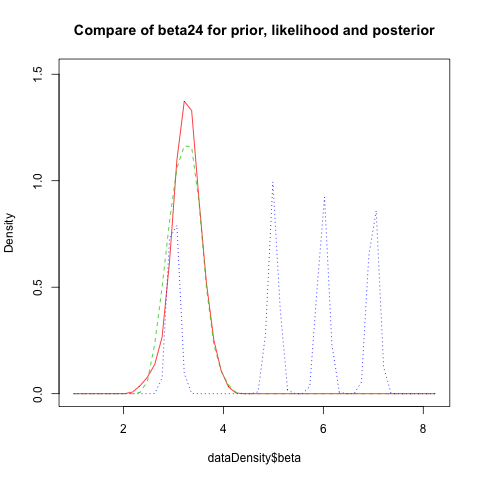 Compare of beta24 for prior, likelihood and posterior
1.5
1.0
0.5
0.0
Density
2 4 6 8
dataDensity$beta